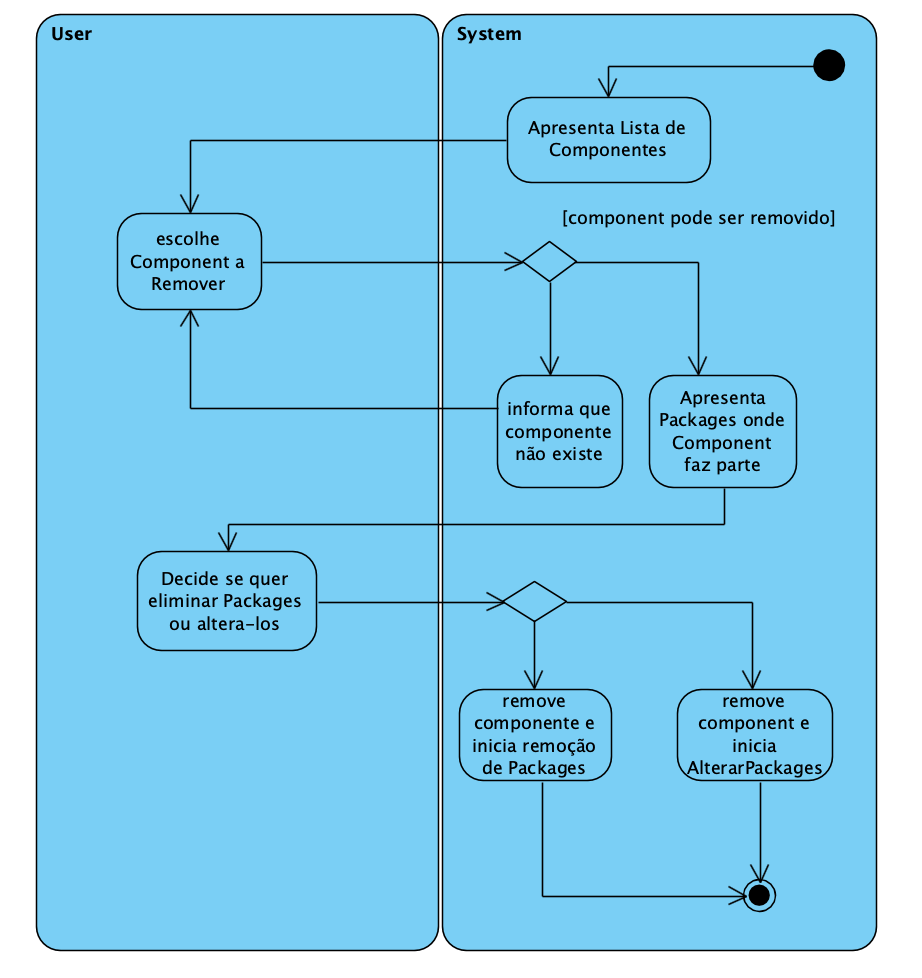 User
System
Apresenta Lista de
Componentes
[component pode ser removido]
escolhe
Component a
Remover
informa que
componente
não existe
Apresenta
Packages onde
Component
faz parte
Decide se quer
eliminar Packages
ou altera-los
remove
componente e
inicia remoção
de Packages
remove
component e
inicia
AlterarPackages